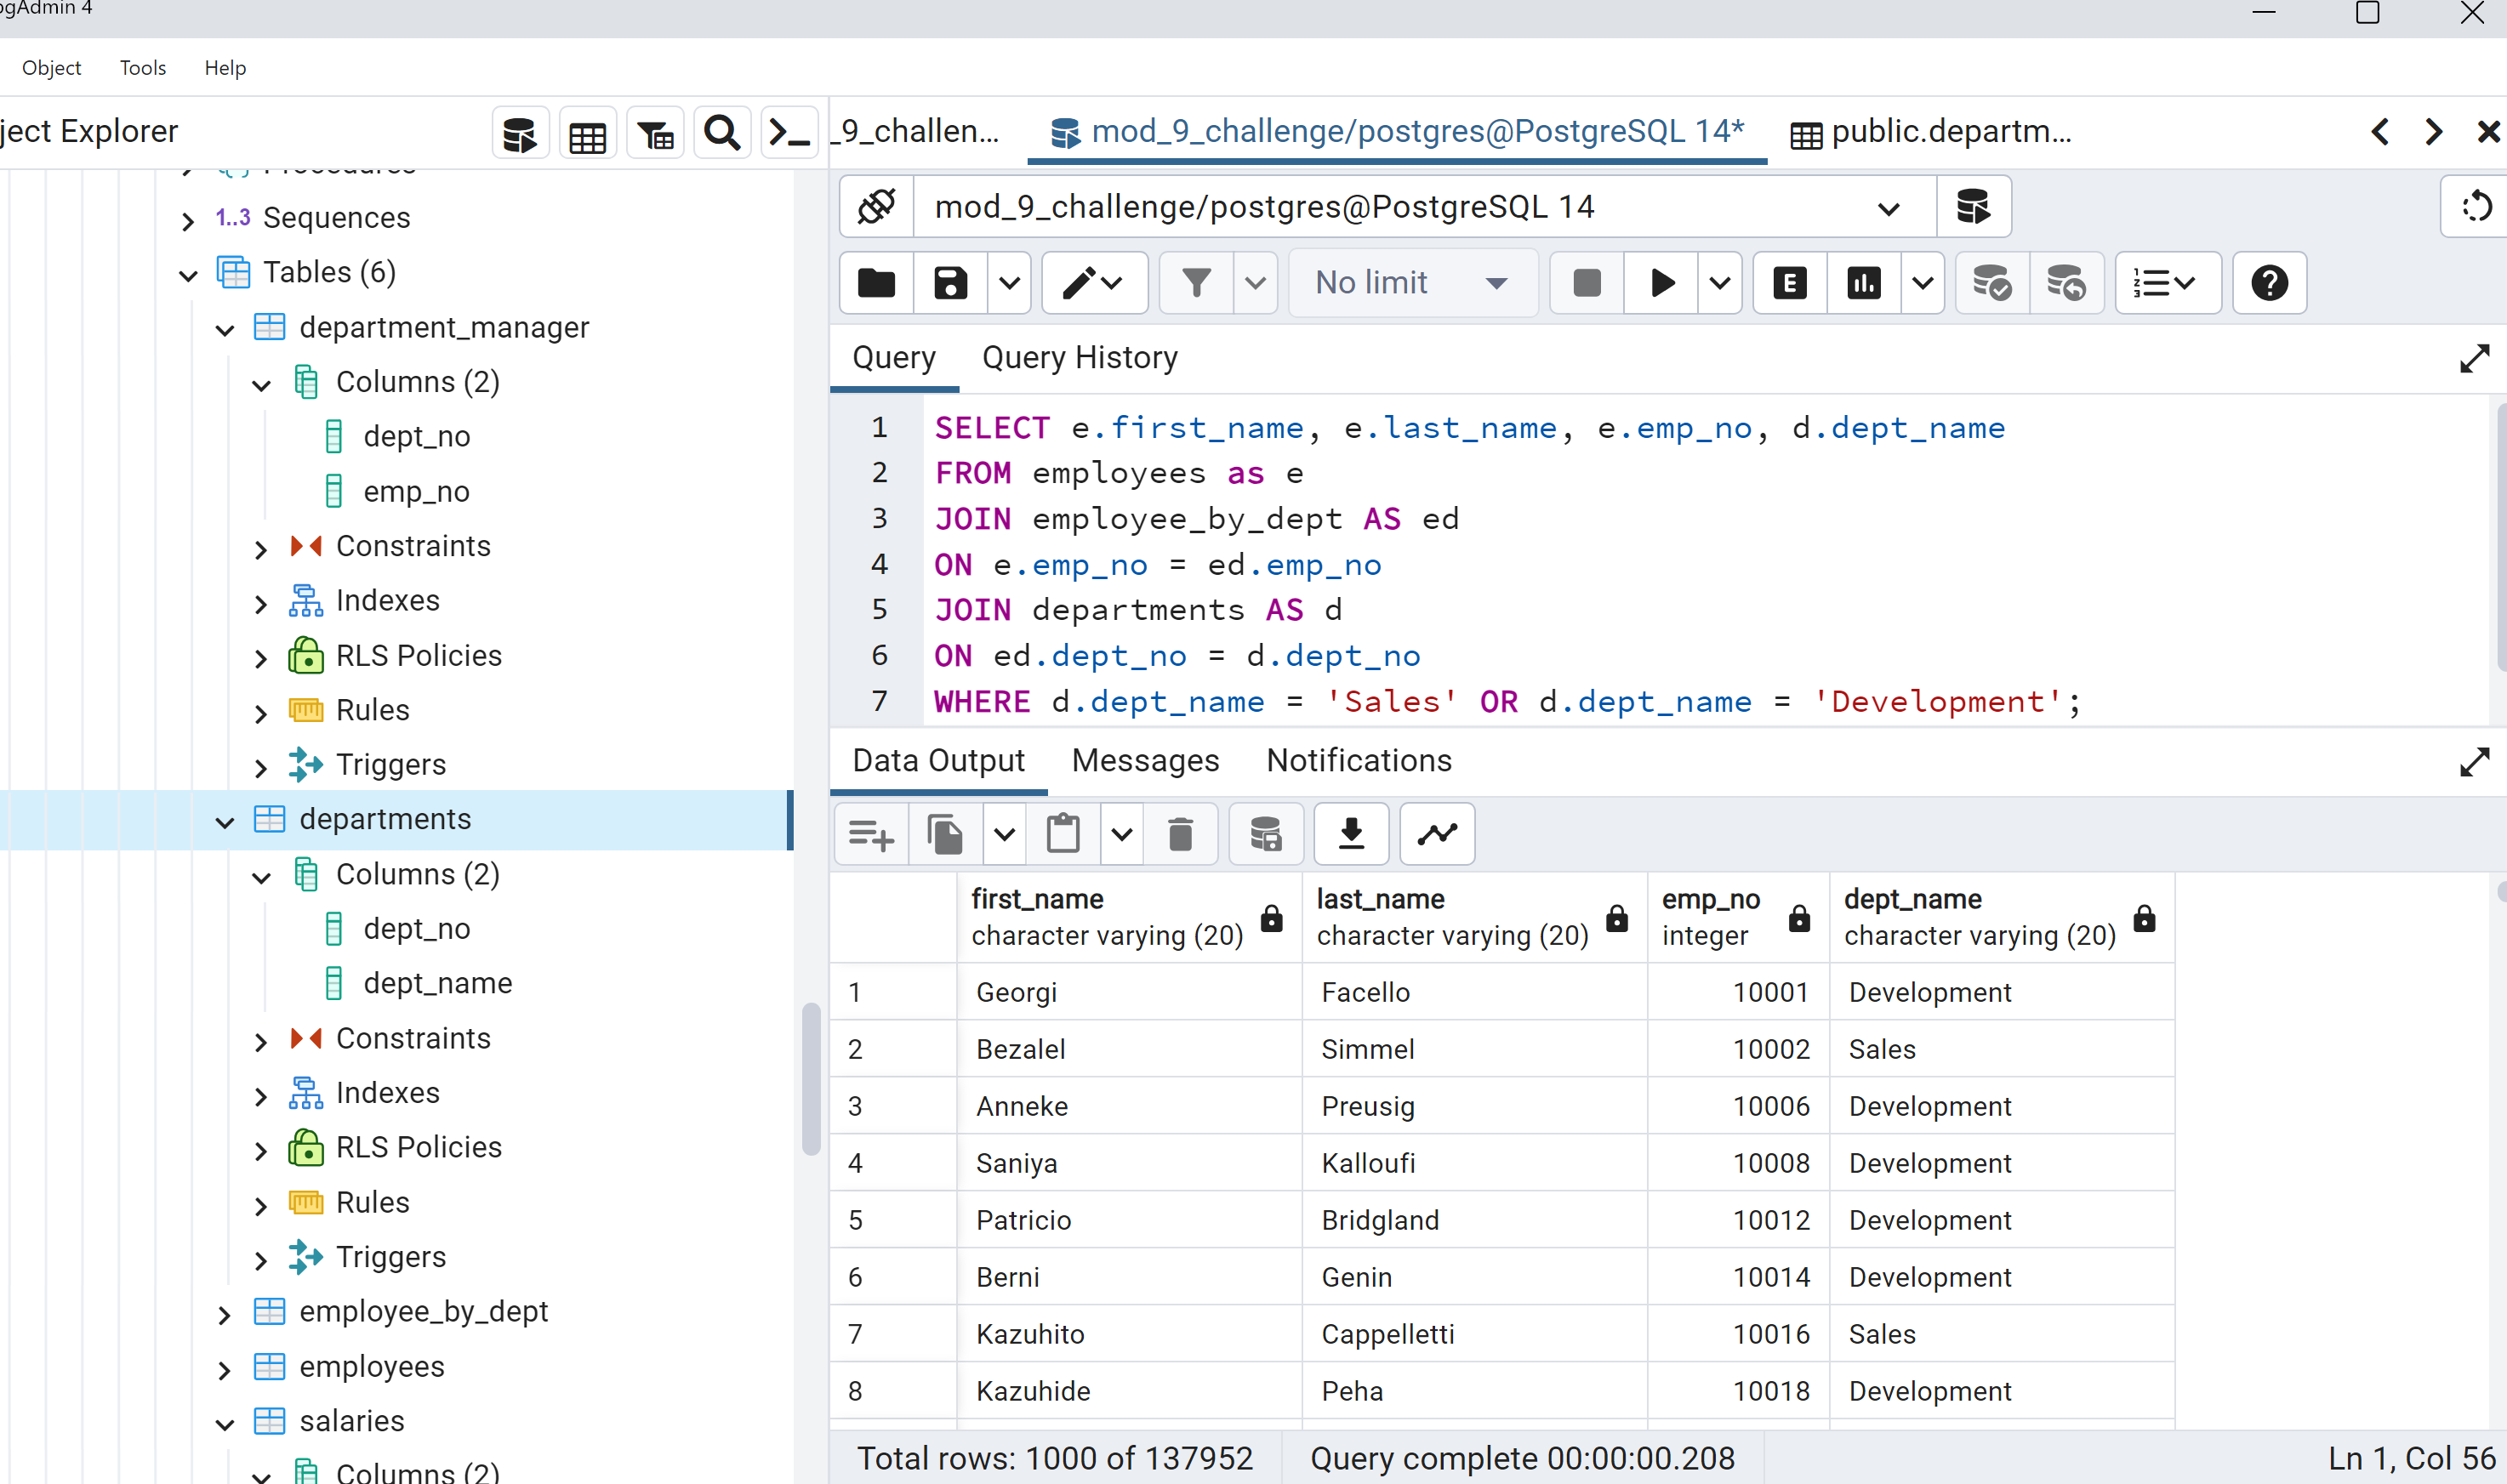 pgAdmin 4
Object Tools Help
ject Explorer
_9_challen... mod_9_challenge/postgres@PostgreSQL 14* public.departm...
mod_9_challenge/postgres@PostgreSQL 14
No limit
E
Procedures
1..3 Sequences
Tables (6)
department_manager
Columns (2)
dept_no
emp_no
Constraints
Indexes
RLS Policies
Rules
Triggers
departments
Columns (2)
dept_no
dept_name
Constraints
Indexes
RLS Policies
Rules
Triggers
employee_by_dept
employees
salaries
Columns (2)
Query Query History
1 SELECT e.first_name, e.last_name, e.emp_no, d.dept_name
2 FROM employees as e
3 JOIN employee_by_dept AS ed
4 ON e.emp_no = ed.emp_no
5 JOIN departments AS d
6 ON ed.dept_no = d.dept_no
7 WHERE d.dept_name = 'Sales' OR d.dept_name = 'Development';
Data Output Messages Notifications
first_name last_name emp_no dept_name
character varying (20) character varying (20) integer character varying (20)
1 Georgi Facello 10001 Development
2 Bezalel Simmel 10002 Sales
3 Anneke Preusig 10006 Development
4 Saniya Kalloufi 10008 Development
5 Patricio Bridgland 10012 Development
6 Berni Genin 10014 Development
7 Kazuhito Cappelletti 10016 Sales
8 Kazuhide Peha 10018 Development
Total rows: 1000 of 137952 Query complete 00:00:00.208 Ln 1, Col 56